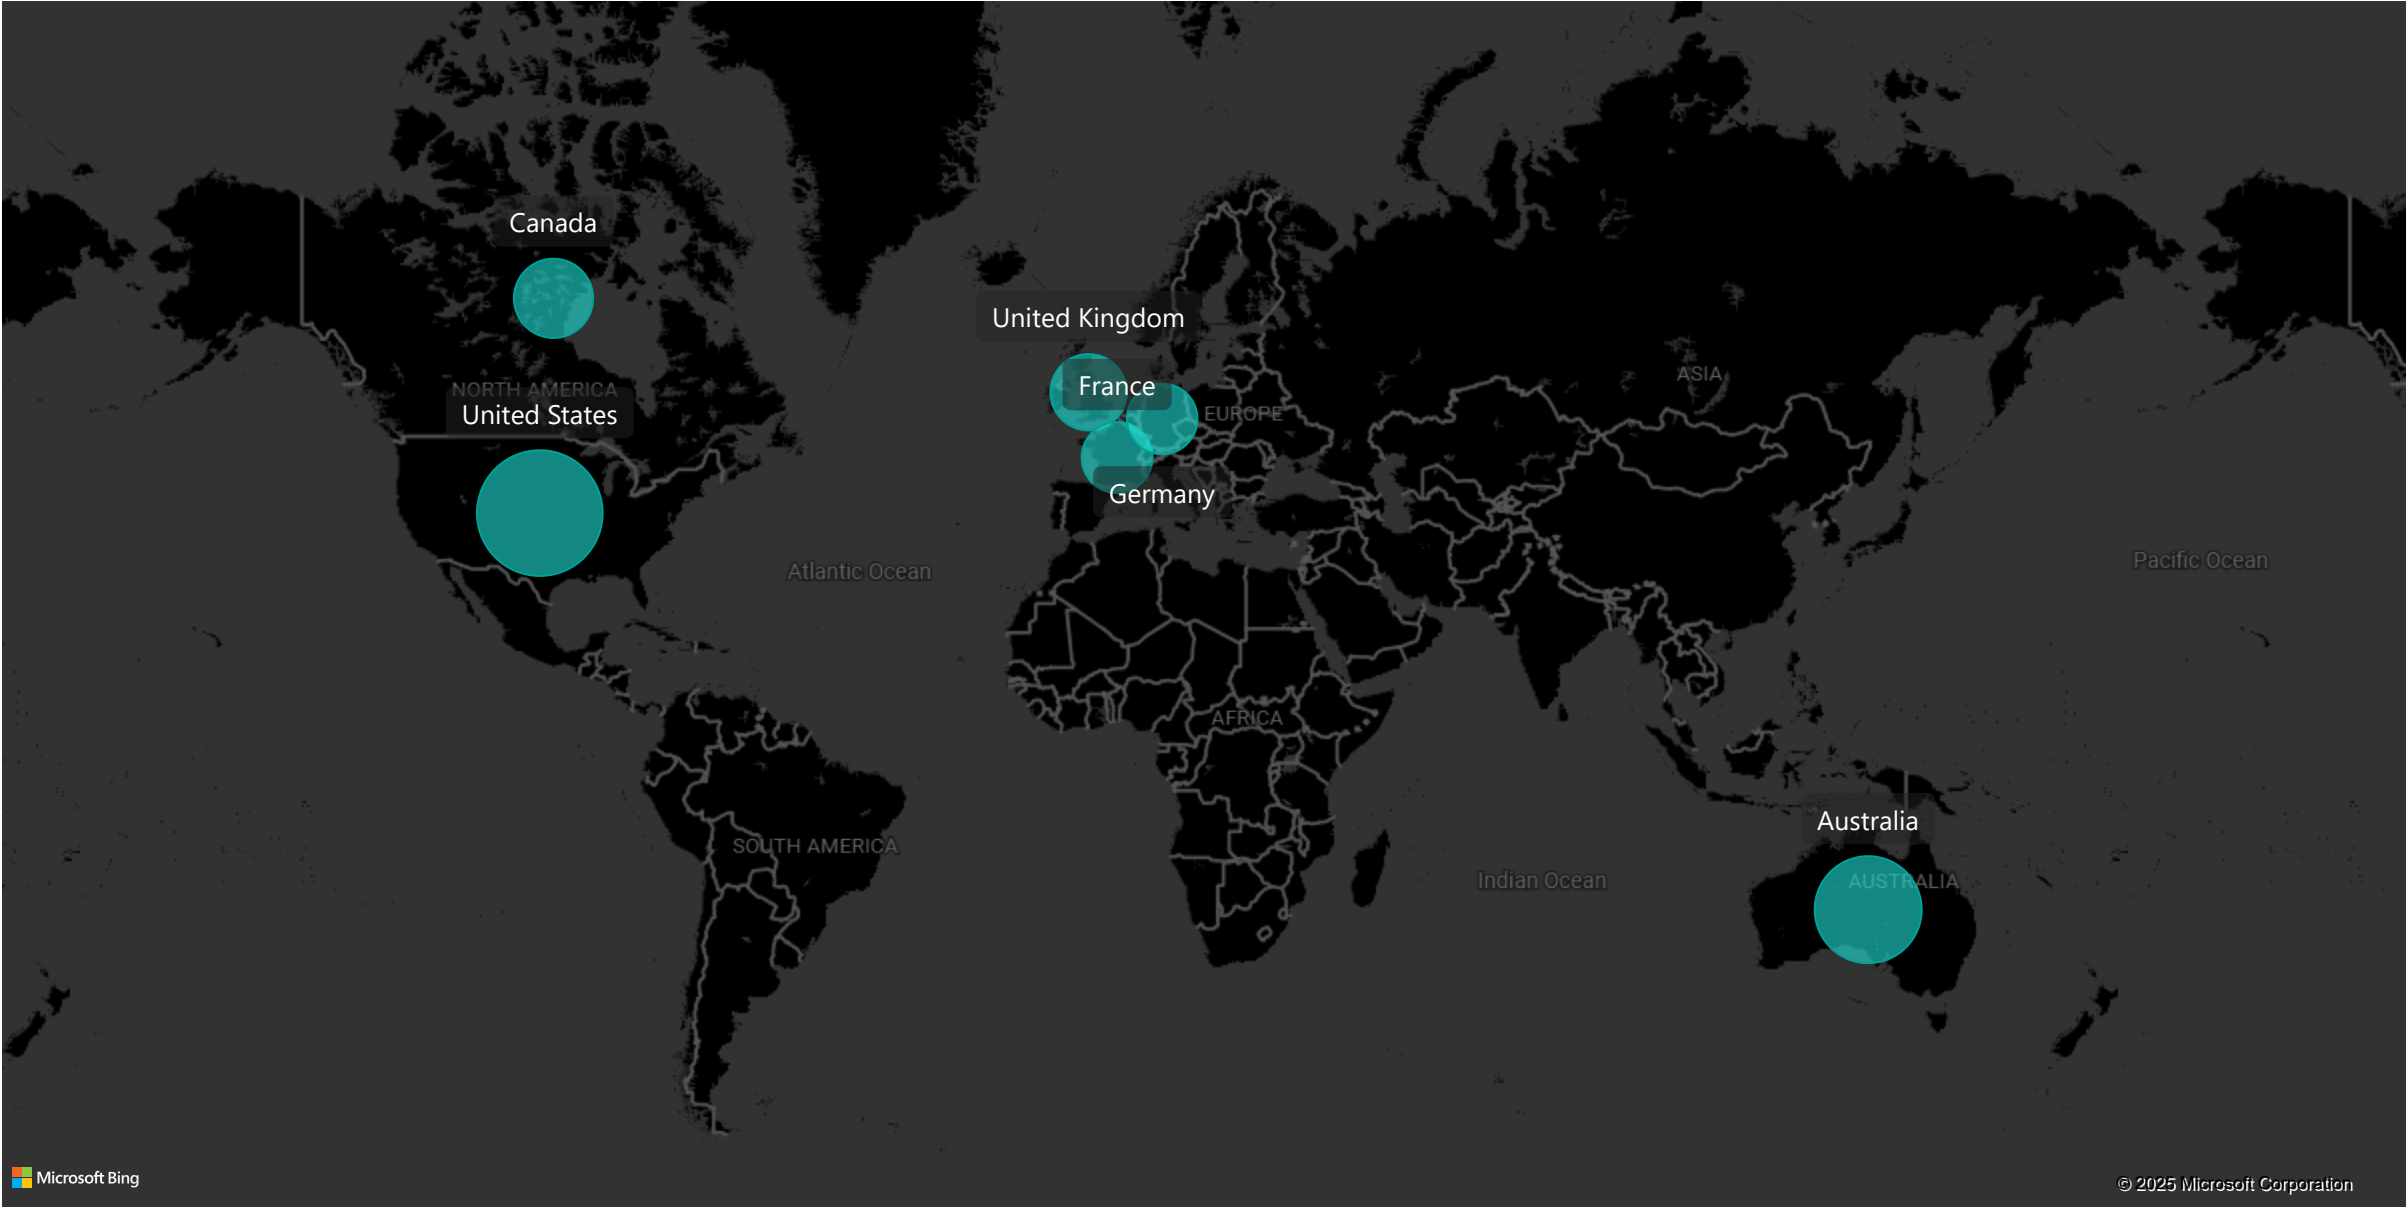 Canada
United Kingdom
NORTH AMERICA
ASIA
France
EUROPE
United States
Germany
Atlantic Ocean
Pacific Ocean
AFRICA
Australia
SOUTH AMERICA
Indian Ocean
AUSTRALIA
Microsoft Bing
© 2025 Microsoft Corporation